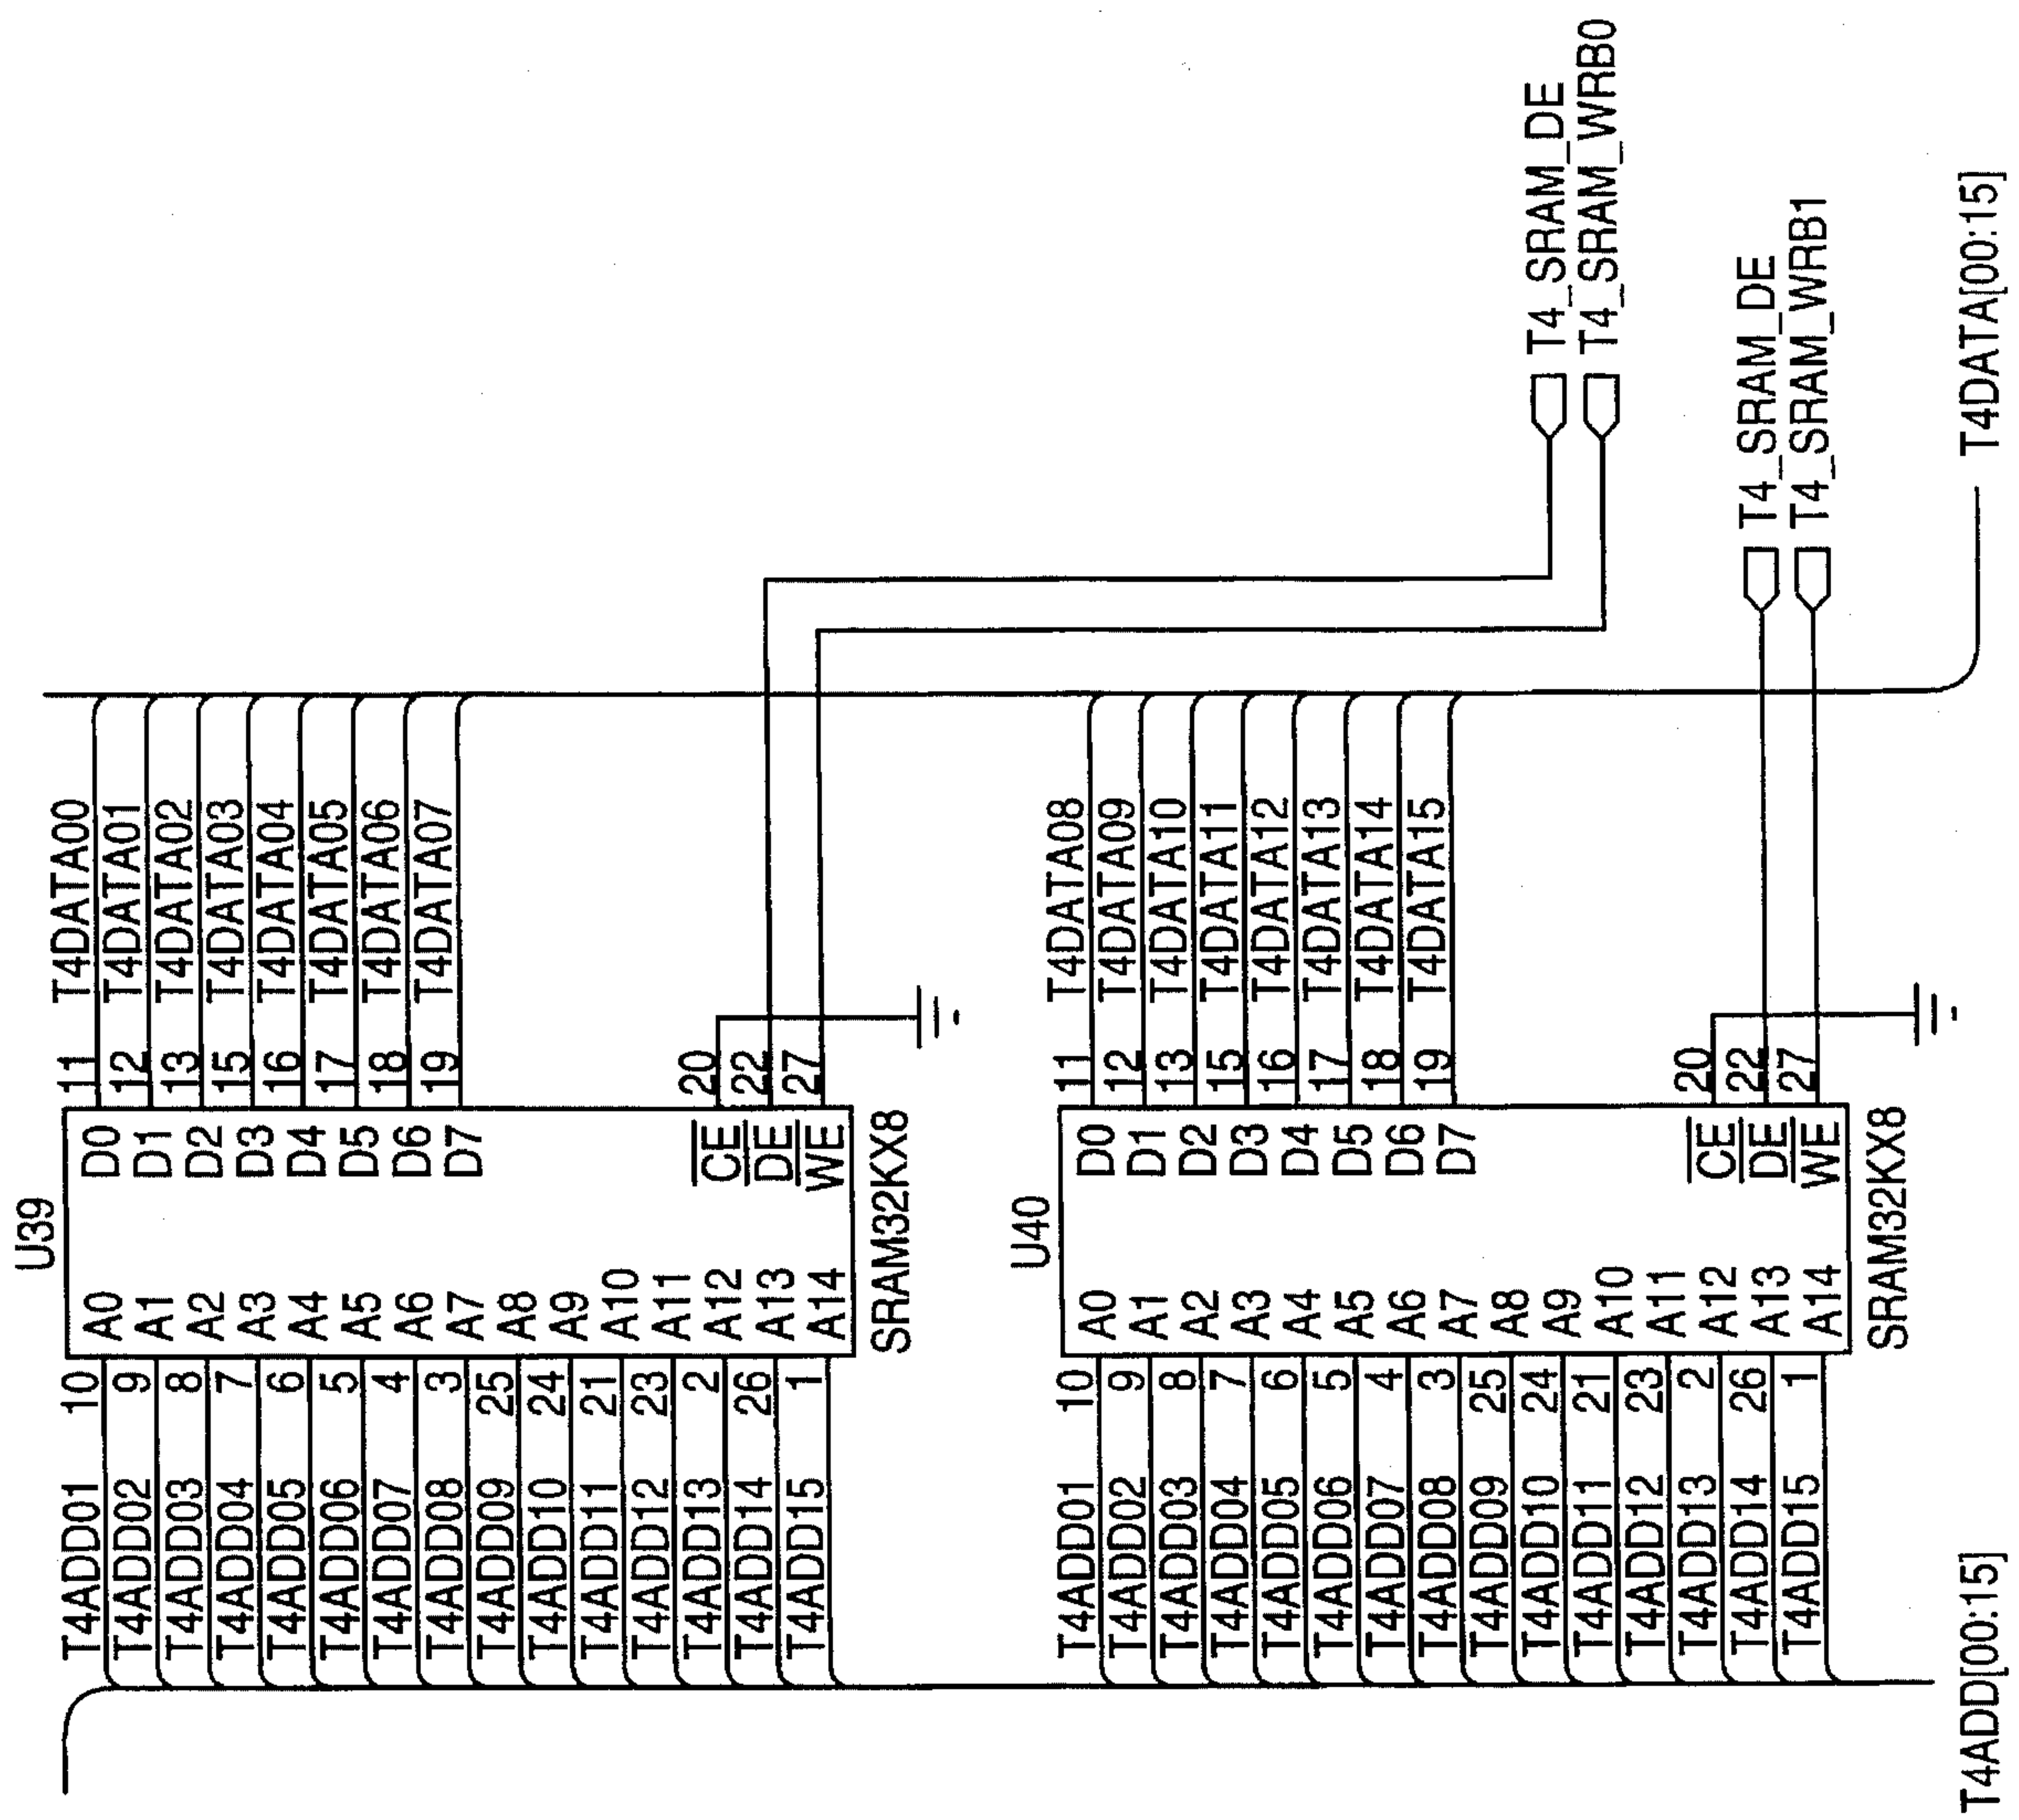 U39
T4ADD01 10 A0 D0 11 T4DATA00
T4ADD02 9 A1 D1 12 T4DATA01
T4ADD03 8 A2 D2 13 T4DATA02
T4ADD04 7 A3 D3 15 T4DATA03
T4ADD05 6 A4 D4 16 T4DATA04
T4ADD06 5 A5 D5 17 T4DATA05
T4ADD07 4 A6 D6 18 T4DATA06
T4ADD08 3 A7 D7 19 T4DATA07
T4ADD09 25 A8
T4ADD10 24 A9
T4ADD11 21 A10
T4ADD12 23 A11
T4ADD13 2 A12 C̅E̅ 20
T4ADD14 26 A13 D̅E̅ 22
T4ADD15 1 A14 W̅E̅ 27
SRAM32KX8
T4_SRAM_DE
T4_SRAM_WRB0
U40
T4ADD01 10 A0 D0 11 T4DATA08
T4ADD02 9 A1 D1 12 T4DATA09
T4ADD03 8 A2 D2 13 T4DATA10
T4ADD04 7 A3 D3 15 T4DATA11
T4ADD05 6 A4 D4 16 T4DATA12
T4ADD06 5 A5 D5 17 T4DATA13
T4ADD07 4 A6 D6 18 T4DATA14
T4ADD08 3 A7 D7 19 T4DATA15
T4ADD09 25 A8
T4ADD10 24 A9
T4ADD11 21 A10
T4ADD12 23 A11
T4ADD13 2 A12 C̅E̅ 20
T4ADD14 26 A13 D̅E̅ 22
T4ADD15 1 A14 W̅E̅ 27
SRAM32KX8
T4_SRAM_DE
T4_SRAM_WRB1
T4ADD[00:15]
T4DATA[00:15]